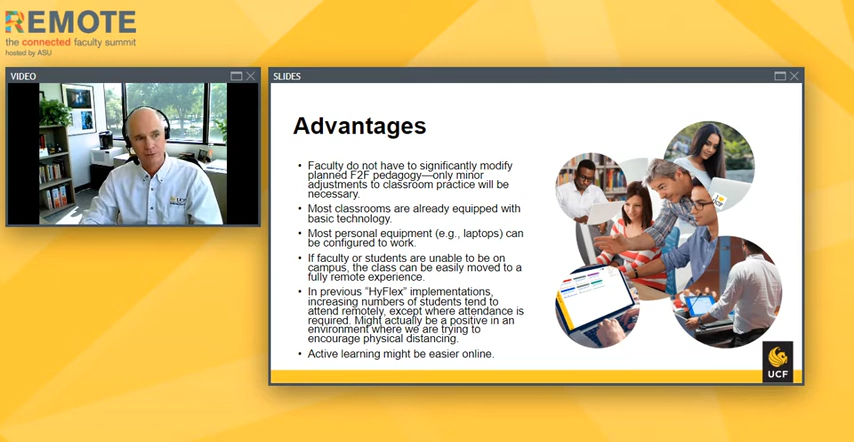 REMOTE
the connected faculty summit
hosted by ASU
VIDEO
SLIDES
Advantages
• Faculty do not have to significantly modify
planned F2F pedagogy—only minor
adjustments to classroom practice will be
necessary.
• Most classrooms are already equipped with
basic technology.
• Most personal equipment (e.g., laptops) can
be configured to work.
• If faculty or students are unable to be on
campus, the class can be easily moved to a
fully remote experience.
• In previous “HyFlex” implementations,
increasing numbers of students tend to
attend remotely, except where attendance is
required. Might actually be a positive in an
environment where we are trying to
encourage physical distancing.
• Active learning might be easier online.
UCF
UCF